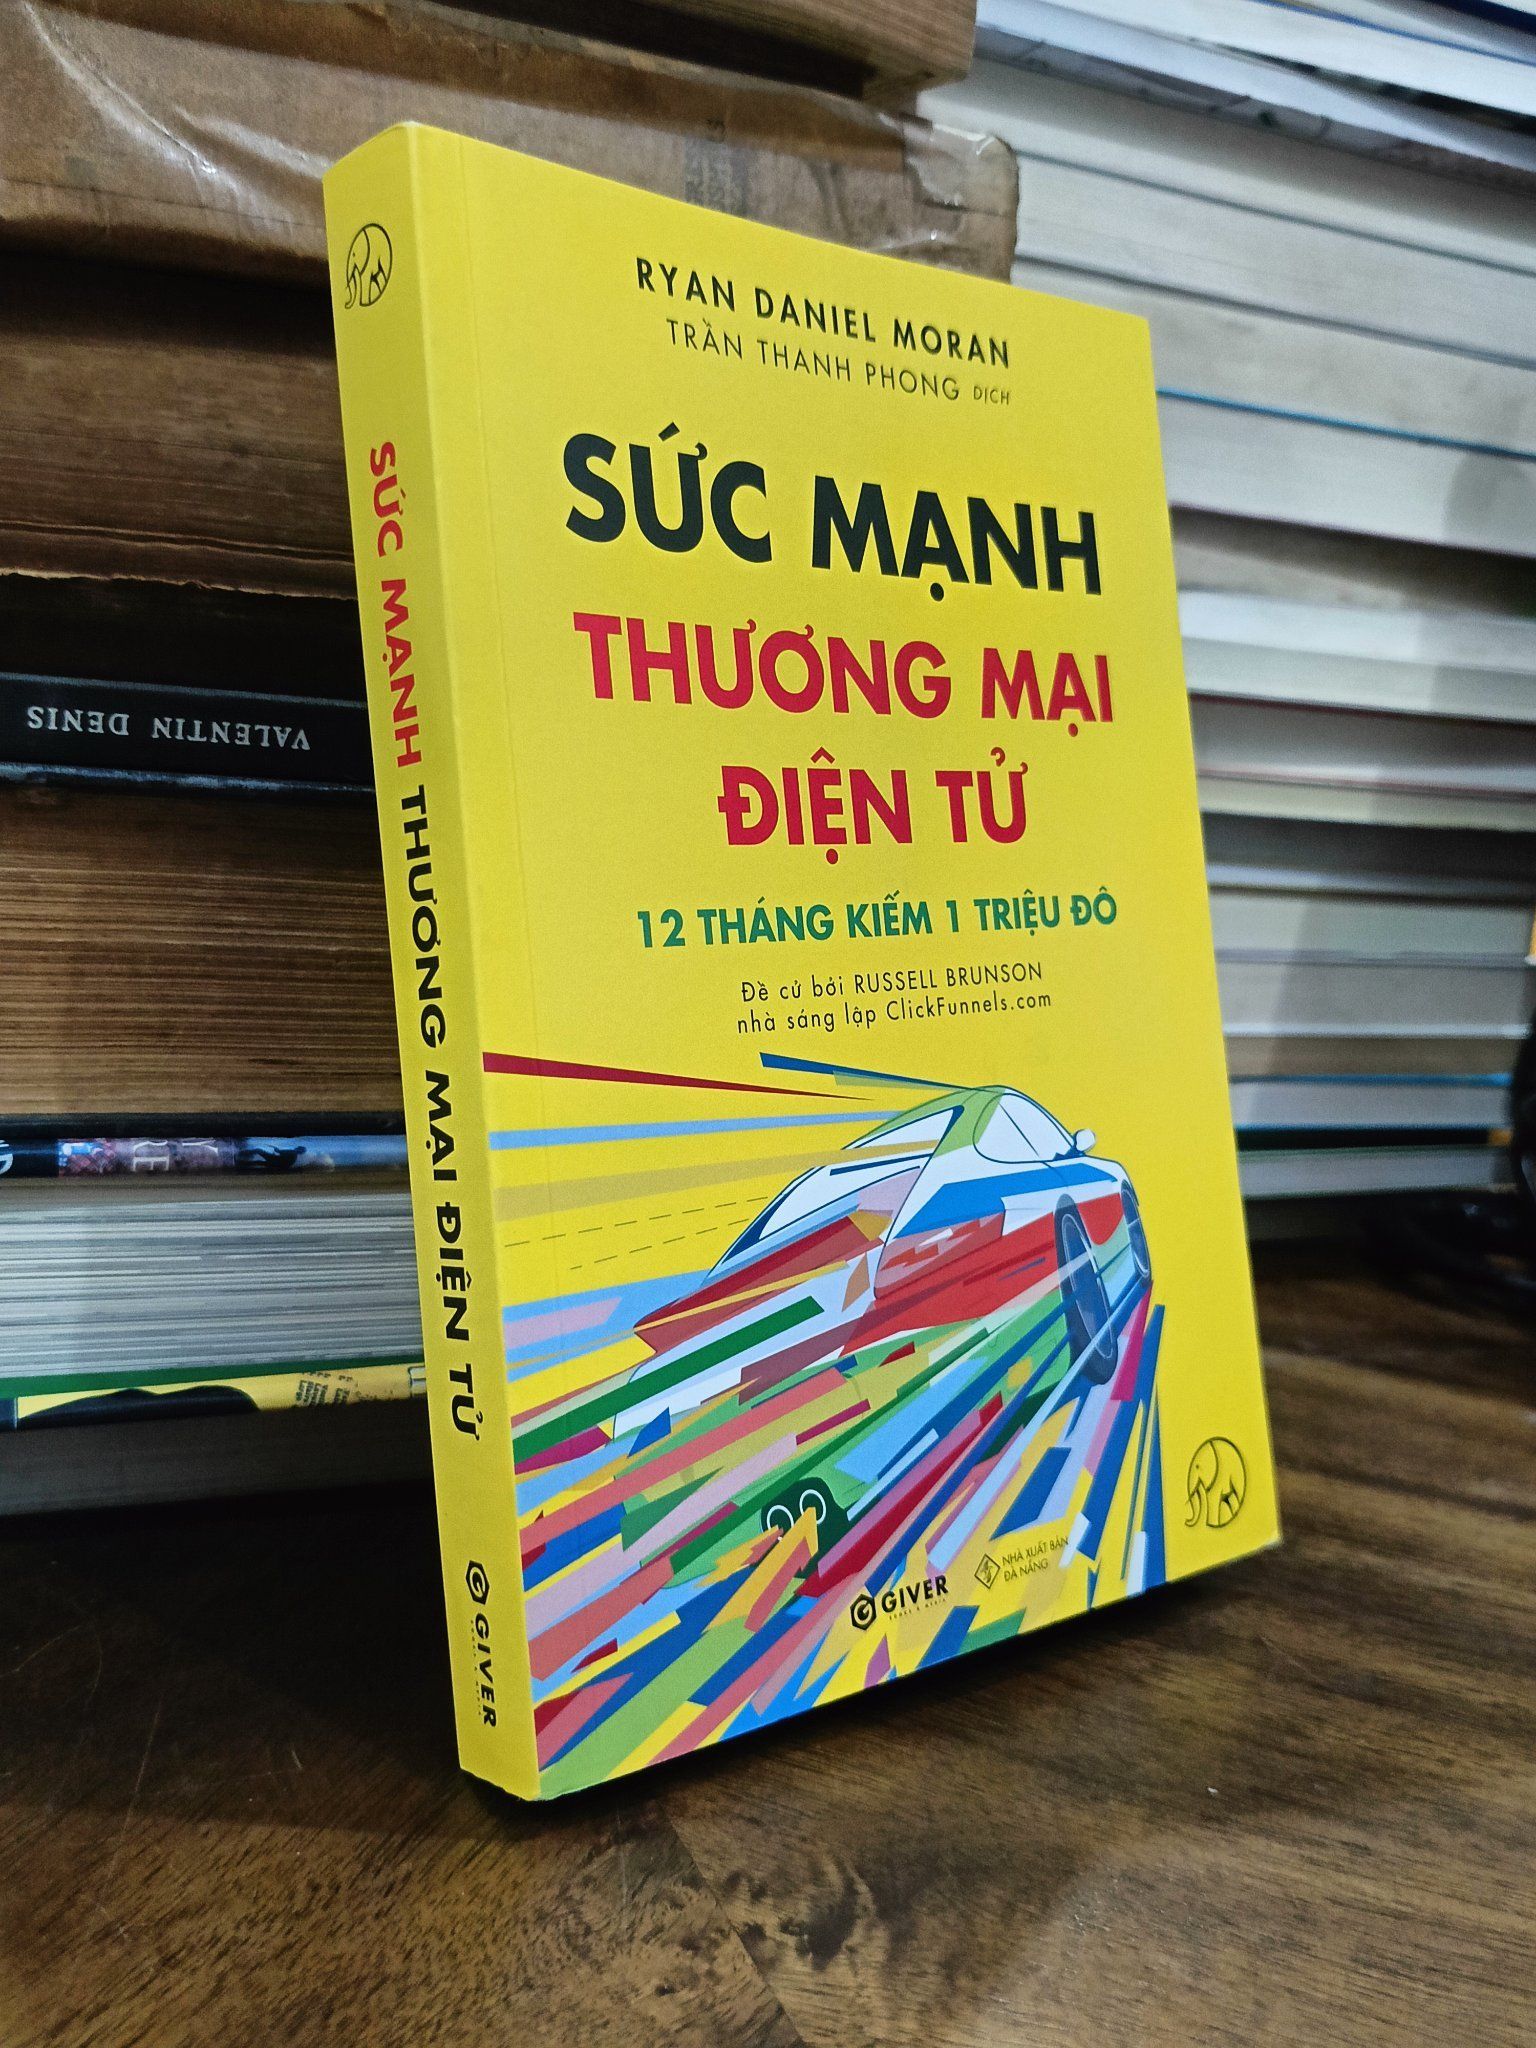 RYAN DANIEL MORAN
TRẦN THANH PHONG DỊCH
SỨC MẠNH
THƯƠNG MẠI
ĐIỆN TỬ
12 THÁNG KIẾM 1 TRIỆU ĐÔ
Đề cử bởi RUSSELL BRUNSON
nhà sáng lập ClickFunnels.com
GIVER
NHÀ XUẤT BẢN
ĐÀ NẴNG
SỨC MẠNH THƯƠNG MẠI ĐIỆN TỬ
GIVER
VALENTIN DENIS